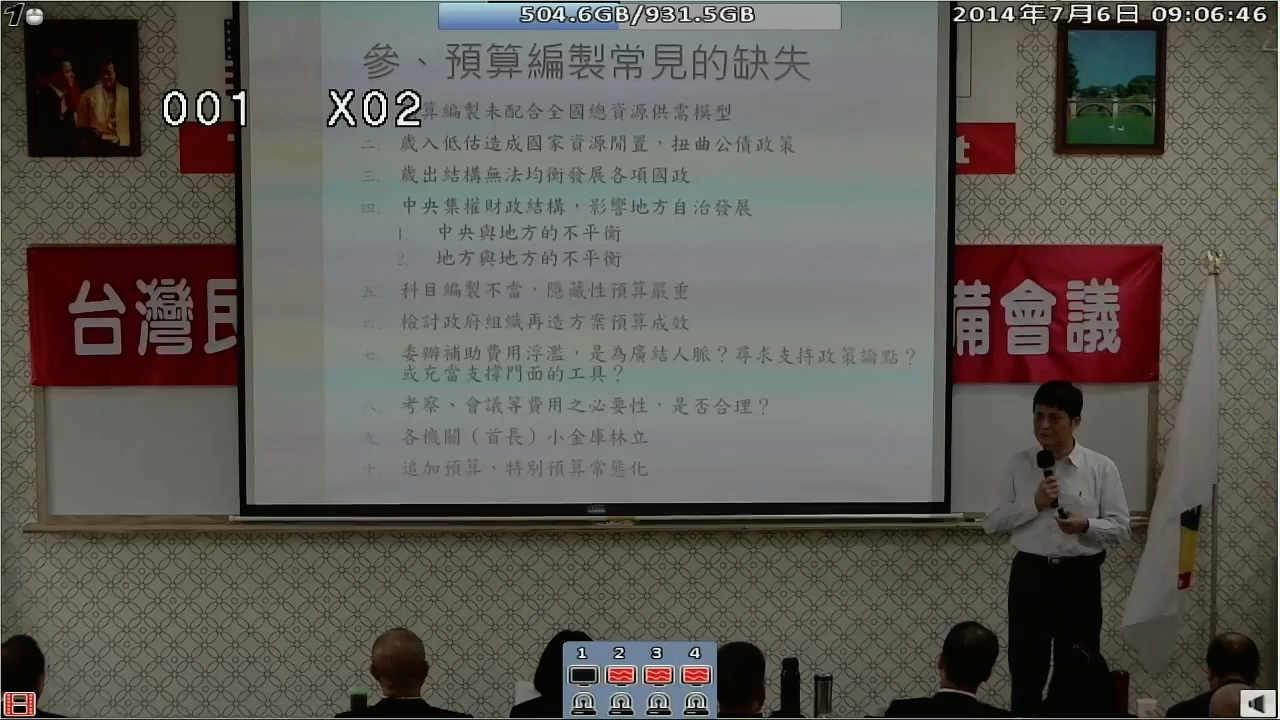 504.6GB/931.5GB
2014年7月6日 09:06:46
參、預算編製常見的缺失
001 X02
算編製未配合全國總資源供需模型
二. 歲入低估造成國家資源閒置，扭曲公債政策
三. 歲出結構無法均衡發展各項國政
四. 中央集權財政結構，影響地方自治發展
1. 中央與地方的不平衡
2. 地方與地方的不平衡
五. 科目編製不當，隱藏性預算嚴重
六. 檢討政府組織再造方案預算成效
七. 委辦補助費用浮濫，是為廣結人脈？尋求支持政策論點？
或充當支撐門面的工具？
八. 考察、會議等費用之必要性，是否合理？
九. 各機關（首長）小金庫林立
十. 追加預算、特別預算常態化
t
台灣民
備會議
1 2 3 4